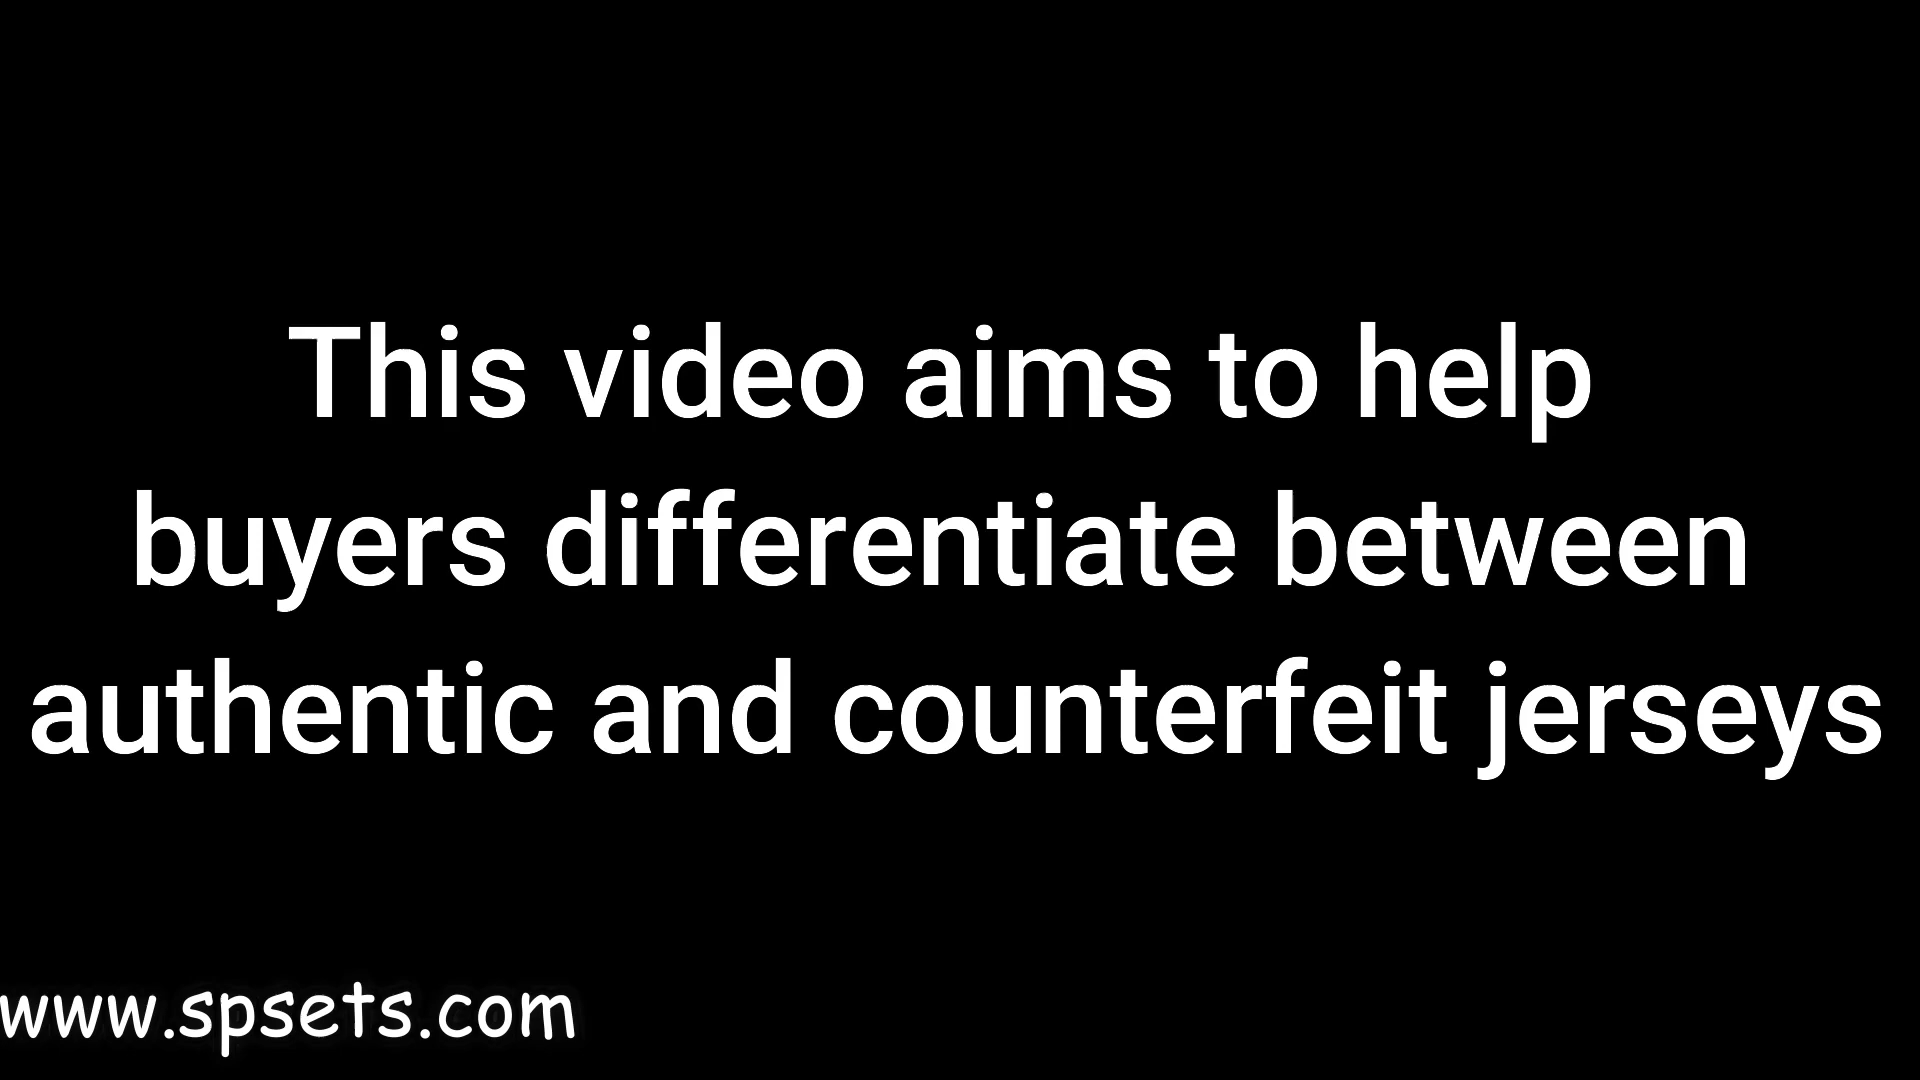 This video aims to help
buyers differentiate between
authentic and counterfeit jerseys
www.spsets.com